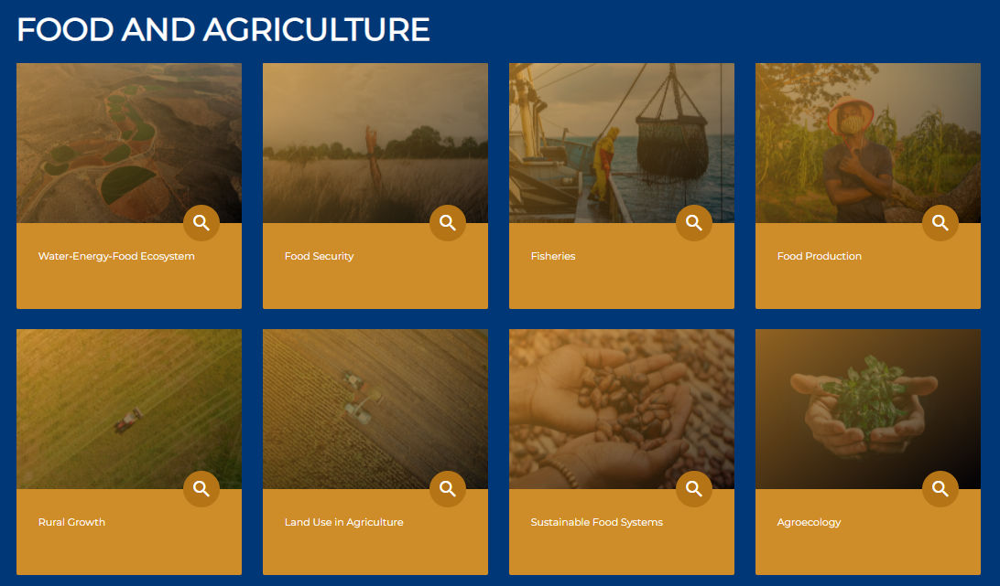 FOOD AND AGRICULTURE
Water-Energy-Food Ecosystem
Food Security
Fisheries
Food Production
Rural Growth
Land Use in Agriculture
Sustainable Food Systems
Agroecology